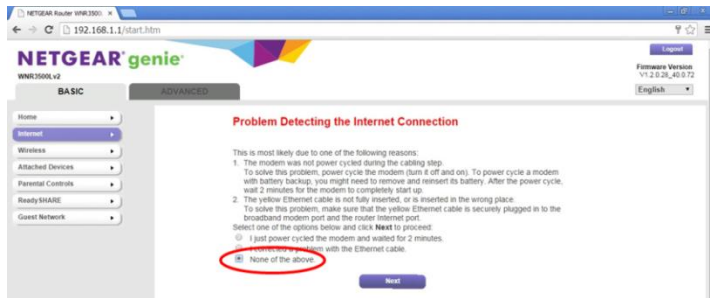 NETGEAR Router WNR3500L
192.168.1.1/start.htm
NETGEAR® genie®
Logout
WNR3500Lv2
Firmware Version
V1.2.0.28_40.0.72
BASIC
ADVANCED
English
Home
Internet
Wireless
Attached Devices
Parental Controls
ReadySHARE
Guest Network
Problem Detecting the Internet Connection
This is most likely due to one of the following reasons:
1. The modem was not power cycled during the cabling step.
To solve this problem, power cycle the modem (turn it off and on). To power cycle a modem
with battery backup, you might need to remove and reinsert its battery. After the power cycle,
wait 2 minutes for the modem to completely start up.
2. The yellow Ethernet cable is not fully inserted, or is inserted in the wrong place.
To solve this problem, make sure that the yellow Ethernet cable is securely plugged in to the
broadband modem port and the router Internet port.
Select one of the options below and click Next to proceed:
I just power cycled the modem and waited for 2 minutes.
I corrected a problem with the Ethernet cable.
None of the above.
Next